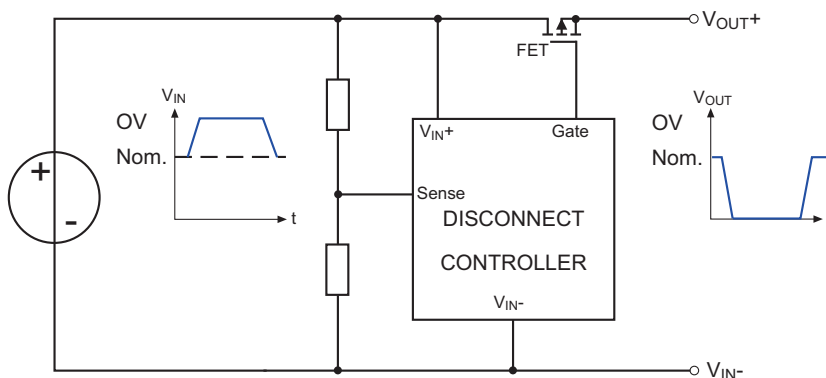 VOUT+
FET
VIN
OV
Nom.
t
VIN+
Gate
Sense
DISCONNECT
CONTROLLER
VIN-
VOUT
OV
Nom.
+
-
VIN-